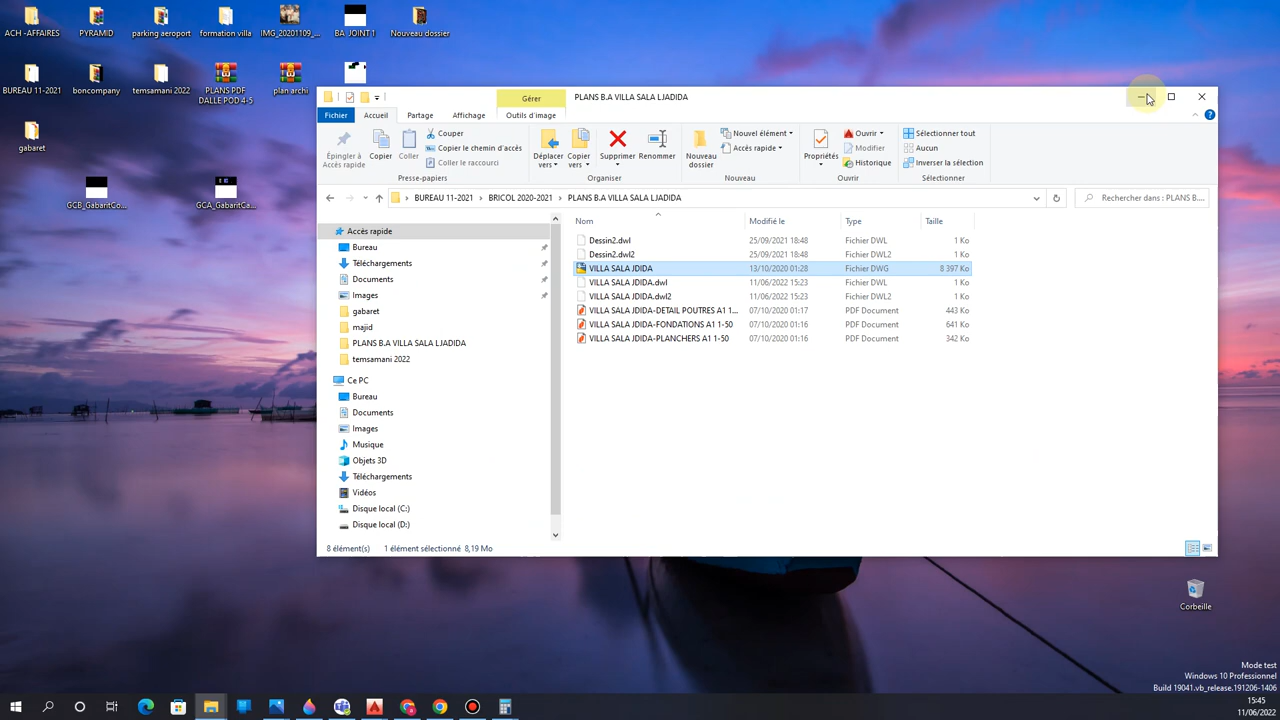 ACH -AFFAIRES
PYRAMID
parking aeroport
formation villa
IMG_20201109_...
BA_JOINT 1
Nouveau dossier
BUREAU 11-2021
boncompany
temsamani 2022
PLANS PDF
DALLE POD 4-5
plan archi
gabaret
GCB_GabantCo...
GCA_GabaritCa...
Gérer
PLANS B.A VILLA SALA LJADIDA
Fichier
Accueil
Partage
Affichage
Outils d'image
Épingler à
Accès rapide
Copier
Coller
Couper
Copier le chemin d'accès
Coller le raccourci
Presse-papiers
Déplacer
vers
Copier
vers
Supprimer
Renommer
Organiser
Nouveau
dossier
Nouvel élément
Accès rapide
Nouveau
Propriétés
Ouvrir
Modifier
Historique
Ouvrir
Sélectionner tout
Aucun
Inverser la sélection
Sélectionner
BUREAU 11-2021
BRICOL 2020-2021
PLANS B.A VILLA SALA LJADIDA
Rechercher dans : PLANS B....
Accès rapide
Bureau
Téléchargements
Documents
Images
gabaret
majid
PLANS B.A VILLA SALA LJADIDA
temsamani 2022
Ce PC
Bureau
Documents
Images
Musique
Objets 3D
Téléchargements
Vidéos
Disque local (C:)
Disque local (D:)
Nom Modifié le Type Taille
Dessin2.dwl 25/09/2021 18:48 Fichier DWL 1 Ko
Dessin2.dwl2 25/09/2021 18:48 Fichier DWL2 1 Ko
VILLA SALA JDIDA 13/10/2020 01:28 Fichier DWG 8 397 Ko
VILLA SALA JDIDA.dwl 11/06/2022 15:23 Fichier DWL 1 Ko
VILLA SALA JDIDA.dwl2 11/06/2022 15:23 Fichier DWL2 1 Ko
VILLA SALA JDIDA-DETAIL POUTRES A1 1... 07/10/2020 01:17 PDF Document 443 Ko
VILLA SALA JDIDA-FONDATIONS A1 1-50 07/10/2020 01:16 PDF Document 641 Ko
VILLA SALA JDIDA-PLANCHERS A1 1-50 07/10/2020 01:16 PDF Document 342 Ko
8 élément(s) 1 élément sélectionné 8,19 Mo
Corbeille
Mode test
Windows 10 Professionnel
Build 19041.vb_release.191206-1406
15:45
11/06/2022